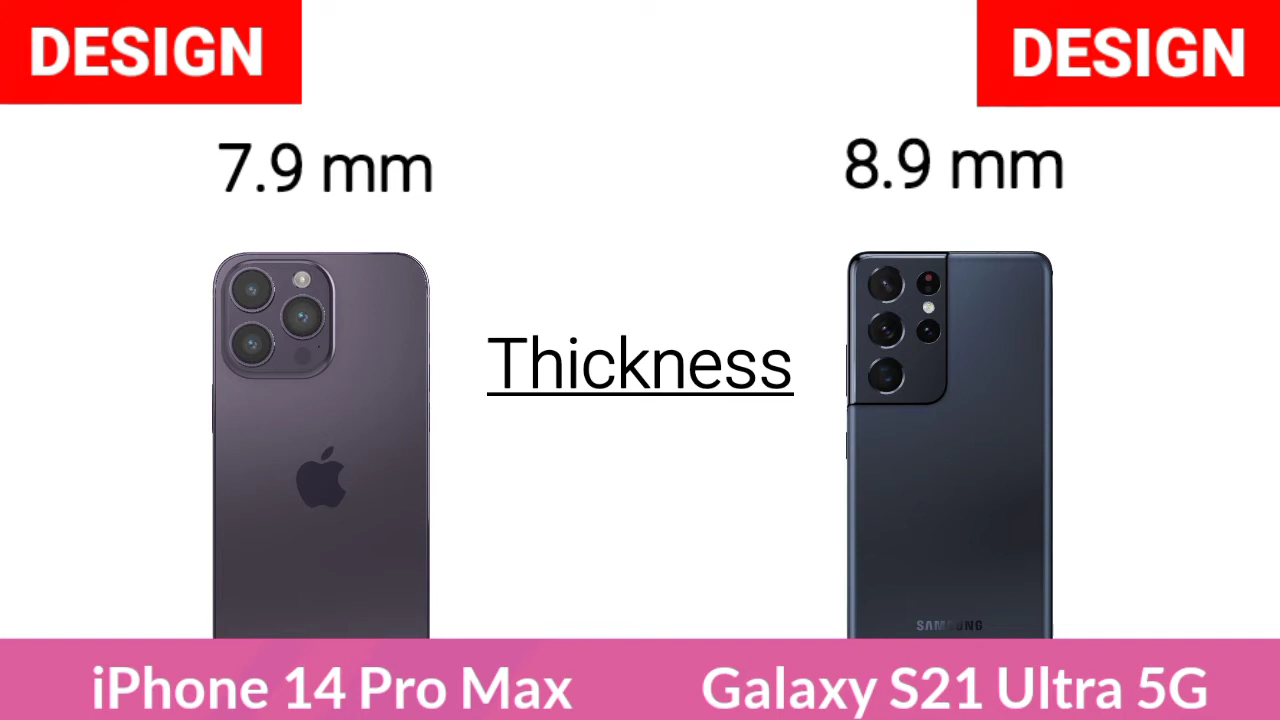 DESIGN
DESIGN
7.9 mm
8.9 mm
Thickness
SAMSUNG
iPhone 14 Pro Max
Galaxy S21 Ultra 5G